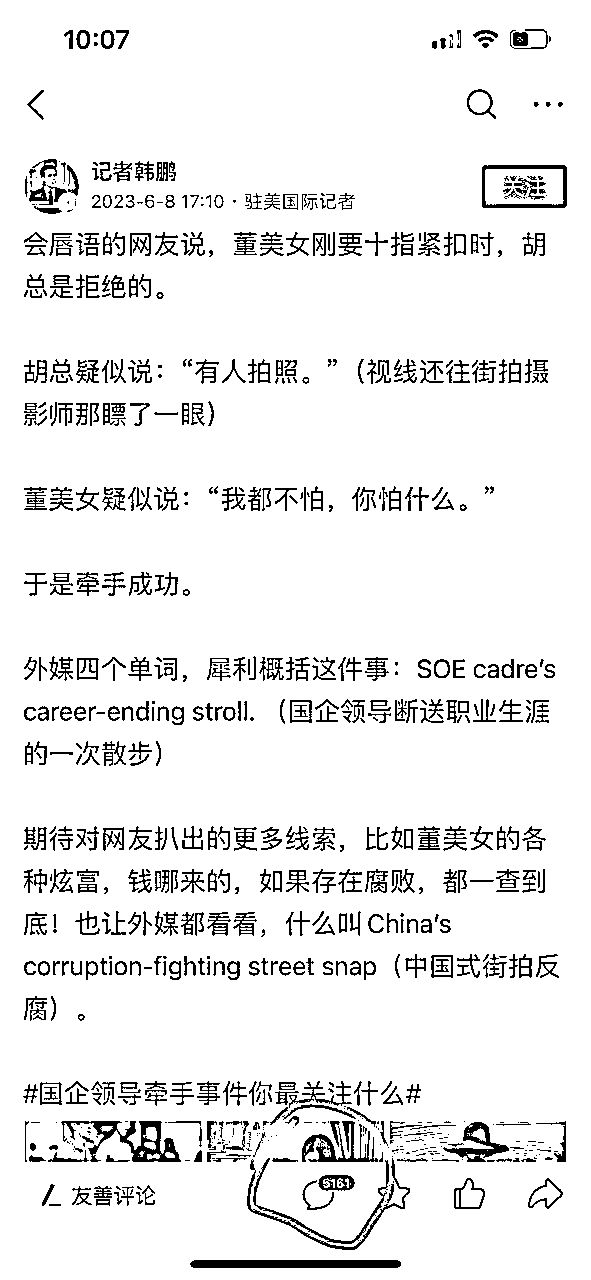 10:07
记者韩鹏
2023-6-8 17:10 · 驻美国际记者
关注
会唇语的网友说，董美女刚要十指紧扣时，胡
总是拒绝的。
胡总疑似说：“有人拍照。”（视线还往街拍摄
影师那瞟了一眼）
董美女疑似说：“我都不怕，你怕什么。”
于是牵手成功。
外媒四个单词，犀利概括这件事：SOE cadre’s
career-ending stroll. （国企领导断送职业生涯
的一次散步）
期待对网友扒出的更多线索，比如董美女的各
种炫富，钱哪来的，如果存在腐败，都一查到
底！也让外媒都看看，什么叫China’s
corruption-fighting street snap（中国式街拍反
腐）。
#国企领导牵手事件你最关注什么#
友善评论
5161